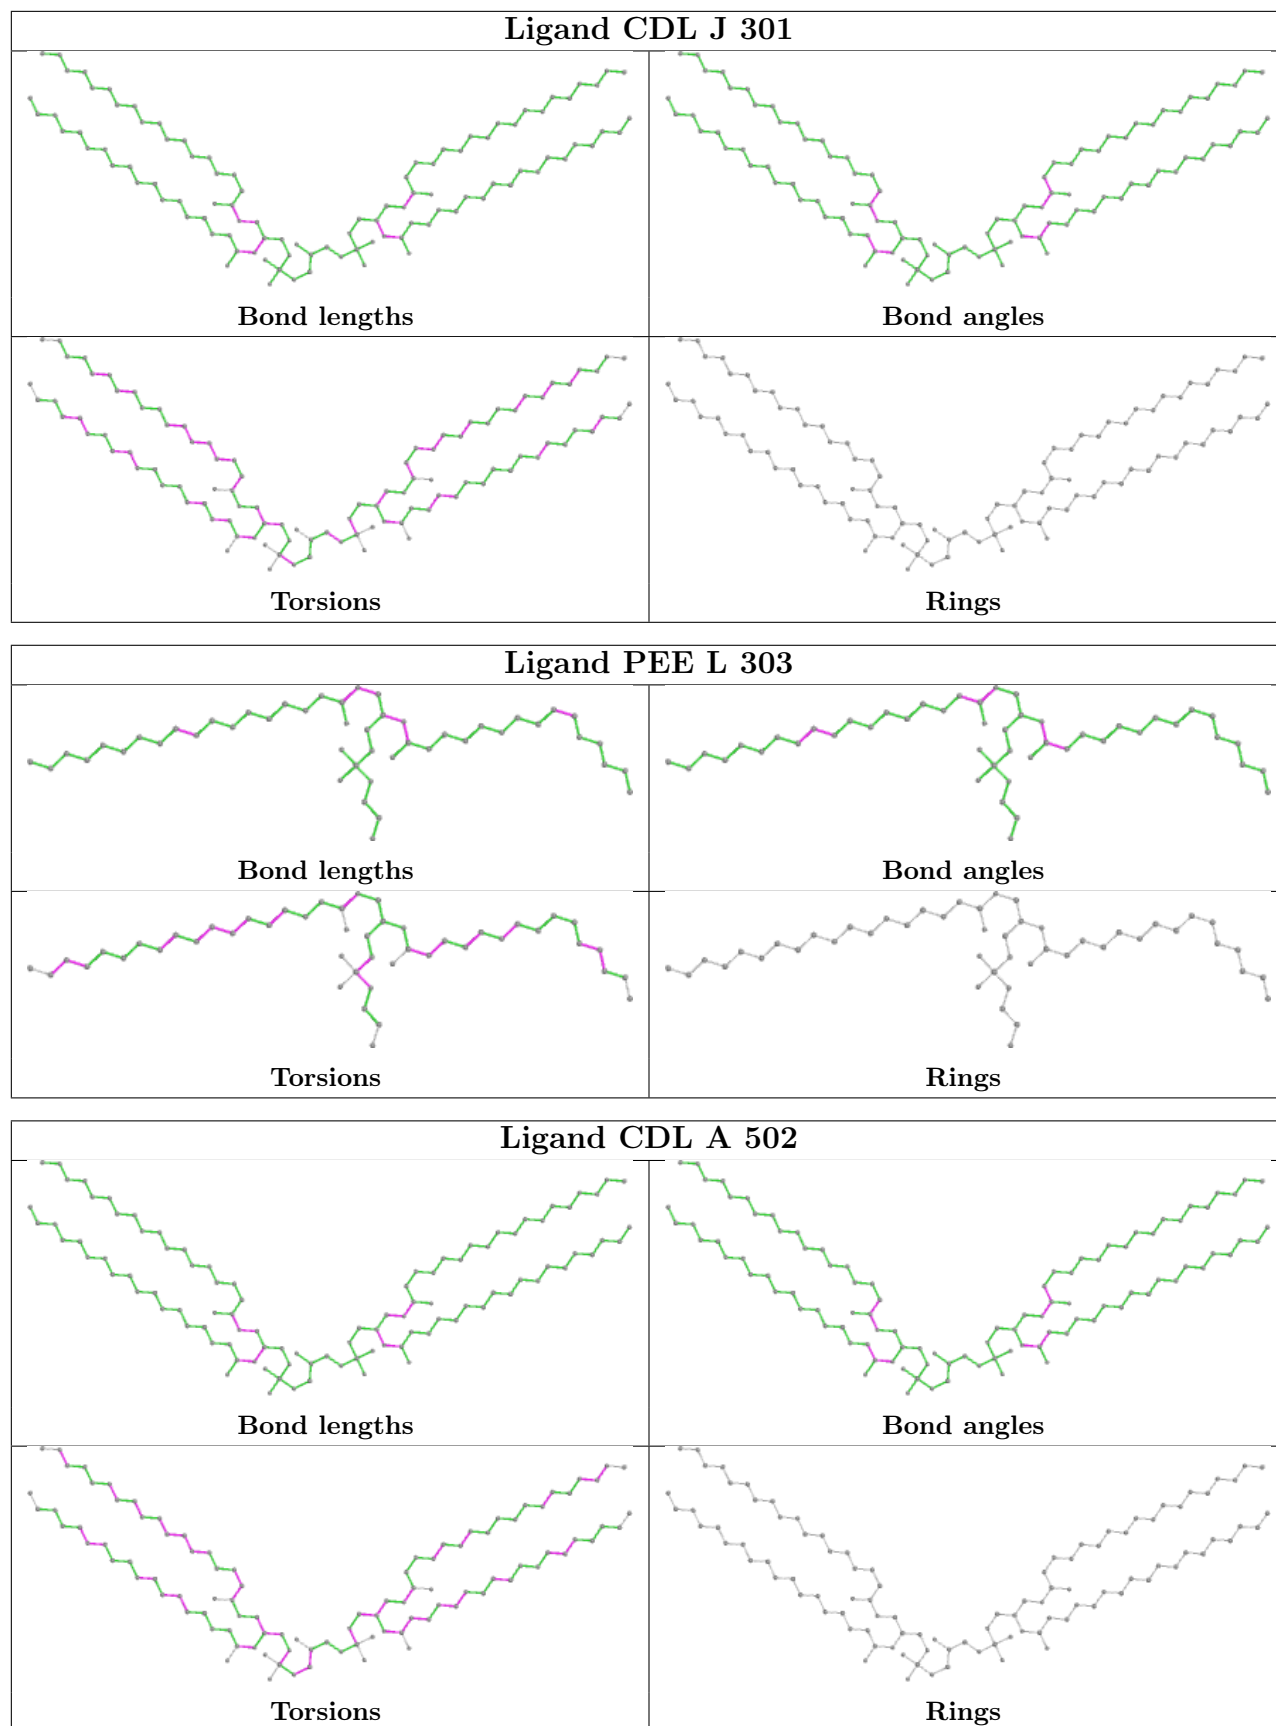 Ligand CDL J 301
Bond lengths
Bond angles
Torsions
Rings
Ligand PEE L 303
Bond lengths
Bond angles
Torsions
Rings
Ligand CDL A 502
Bond lengths
Bond angles
Torsions
Rings